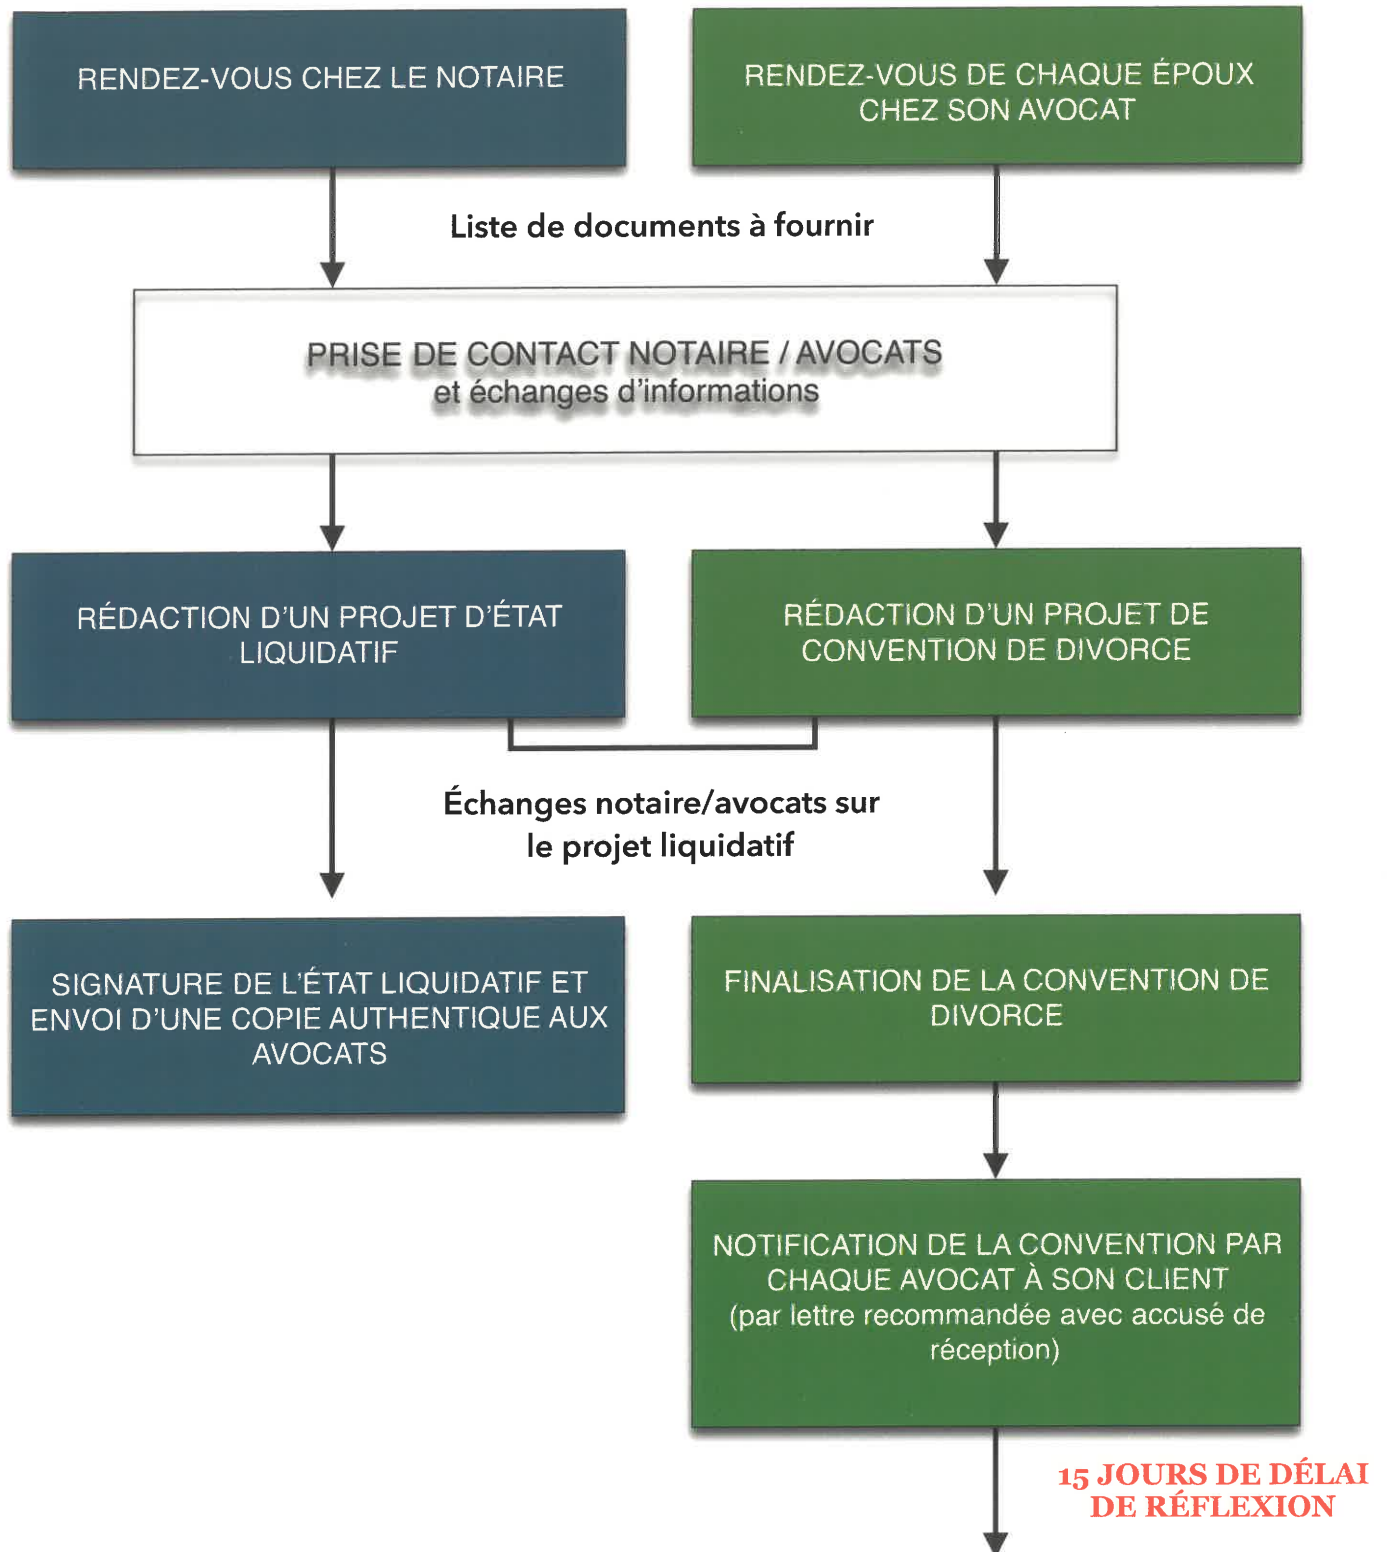 RENDEZ-VOUS CHEZ LE NOTAIRE
RENDEZ-VOUS DE CHAQUE ÉPOUX
CHEZ SON AVOCAT
Liste de documents à fournir
PRISE DE CONTACT NOTAIRE / AVOCATS
et échanges d'informations
RÉDACTION D'UN PROJET D'ÉTAT
LIQUIDATIF
RÉDACTION D'UN PROJET DE
CONVENTION DE DIVORCE
Échanges notaire/avocats sur
le projet liquidatif
SIGNATURE DE L'ÉTAT LIQUIDATIF ET
ENVOI D'UNE COPIE AUTHENTIQUE AUX
AVOCATS
FINALISATION DE LA CONVENTION DE
DIVORCE
NOTIFICATION DE LA CONVENTION PAR
CHAQUE AVOCAT À SON CLIENT
(par lettre recommandée avec accusé de
réception)
15 JOURS DE DÉLAI
DE RÉFLEXION